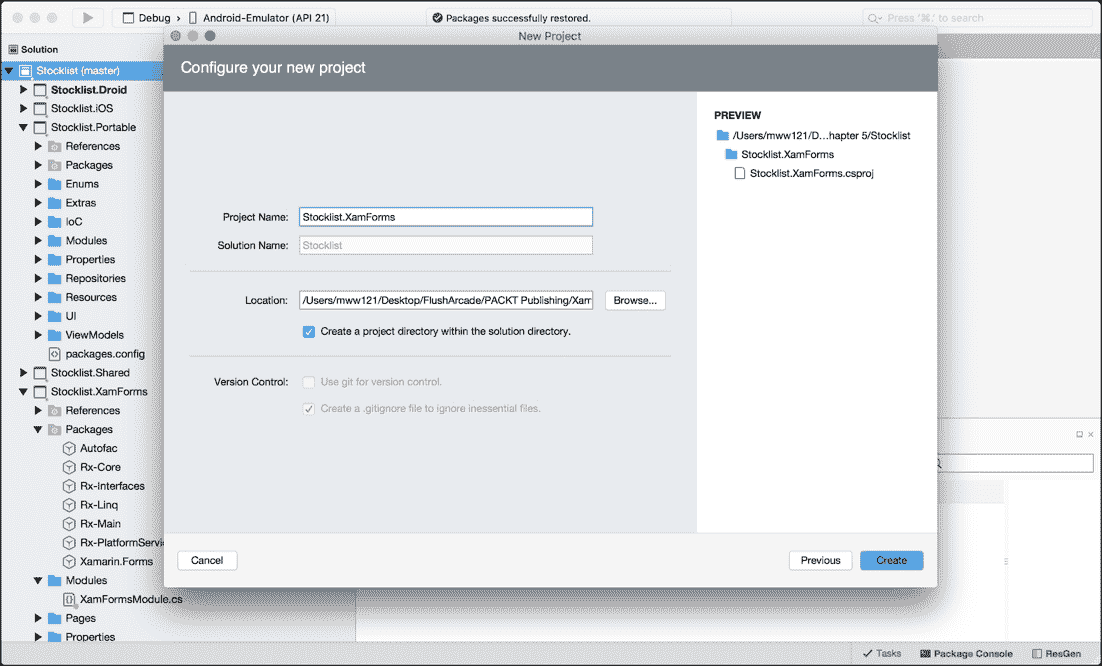 Debug › Android-Emulator (API 21)
Packages successfully restored.
Press '⌘.' to search
New Project
Solution
Configure your new project
Stocklist (master)
Stocklist.Droid
Stocklist.iOS
Stocklist.Portable
References
Packages
Enums
Extras
IoC
Modules
Properties
Repositories
Resources
UI
ViewModels
packages.config
Stocklist.Shared
Stocklist.XamForms
References
Packages
Autofac
Rx-Core
Rx-Interfaces
Rx-Linq
Rx-Main
Rx-PlatformServi
Xamarin.Forms
Modules
XamFormsModule.cs
Pages
Properties
Project Name: Stocklist.XamForms
Solution Name: Stocklist
Location: /Users/mww121/Desktop/FlushArcade/PACKT Publishing/Xam Browse...
Create a project directory within the solution directory.
Version Control: Use git for version control.
Create a .gitignore file to ignore inessential files.
PREVIEW
/Users/mww121/D...hapter 5/Stocklist
Stocklist.XamForms
Stocklist.XamForms.csproj
Cancel
Previous
Create
Tasks
Package Console
ResGen